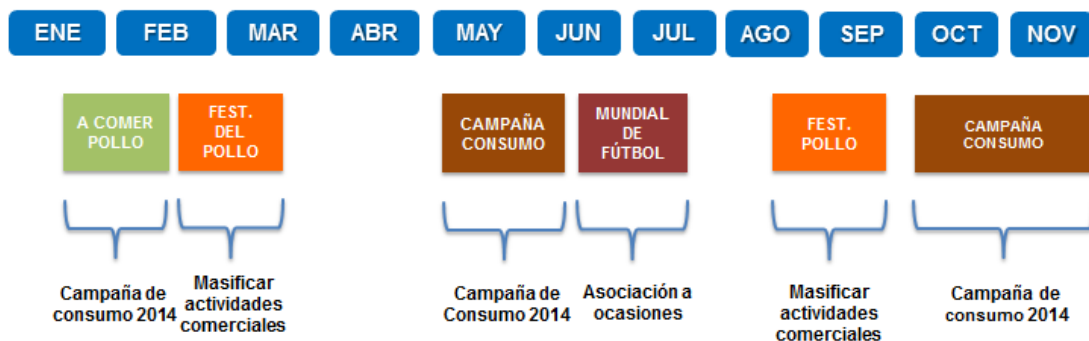 ENE FEB MAR ABR MAY JUN JUL AGO SEP OCT NOV
A COMER
POLLO
FEST.
DEL
POLLO
CAMPAÑA
CONSUMO
MUNDIAL
DE
FÚTBOL
FEST.
POLLO
CAMPAÑA
CONSUMO
Campaña de
consumo 2014
Masificar
actividades
comerciales
Campaña de
Consumo 2014
Asociación a
ocasiones
Masificar
actividades
comerciales
Campaña de
consumo 2014